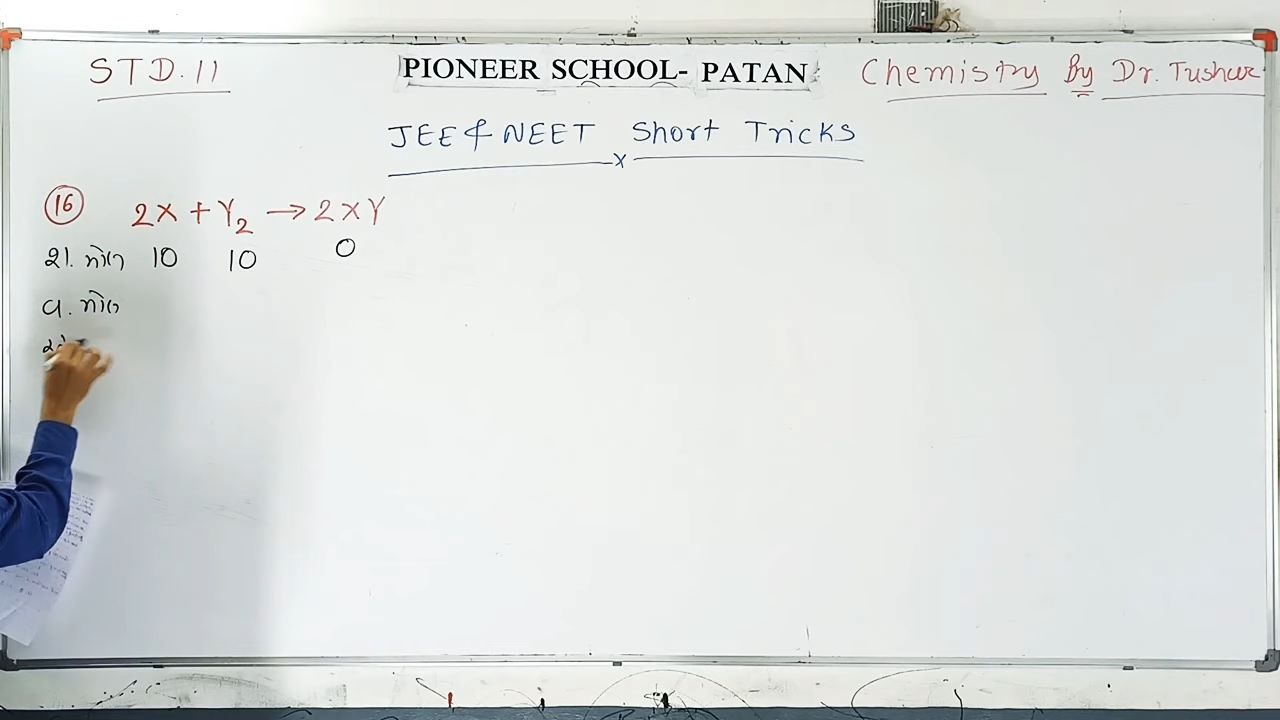 STD.11 PIONEER SCHOOL- PATAN Chemistry By Dr. Tushar
JEE & NEET Short Tricks
x
16 2X + Y₂ → 2XY
શ. મોલ 10 10 0
વ. મોલ